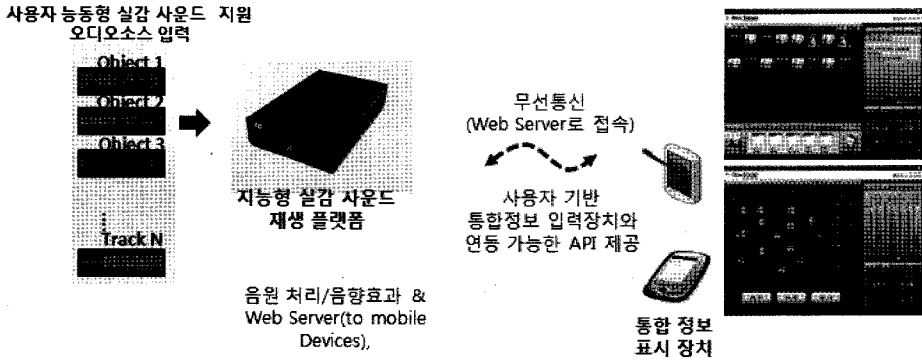 사용자 능동형 실감 사운드 지원
오디오소스 입력
Object 1
Object 2
Object 3
Track N
지능형 실감 사운드
재생 플랫폼
음원 처리/음향효과 &
Web Server(to mobile
Devices),
무선통신
(Web Server로 접속)
사용자 기반
통합정보 입력장치와
연동 가능한 API 제공
통합 정보
표시 장치